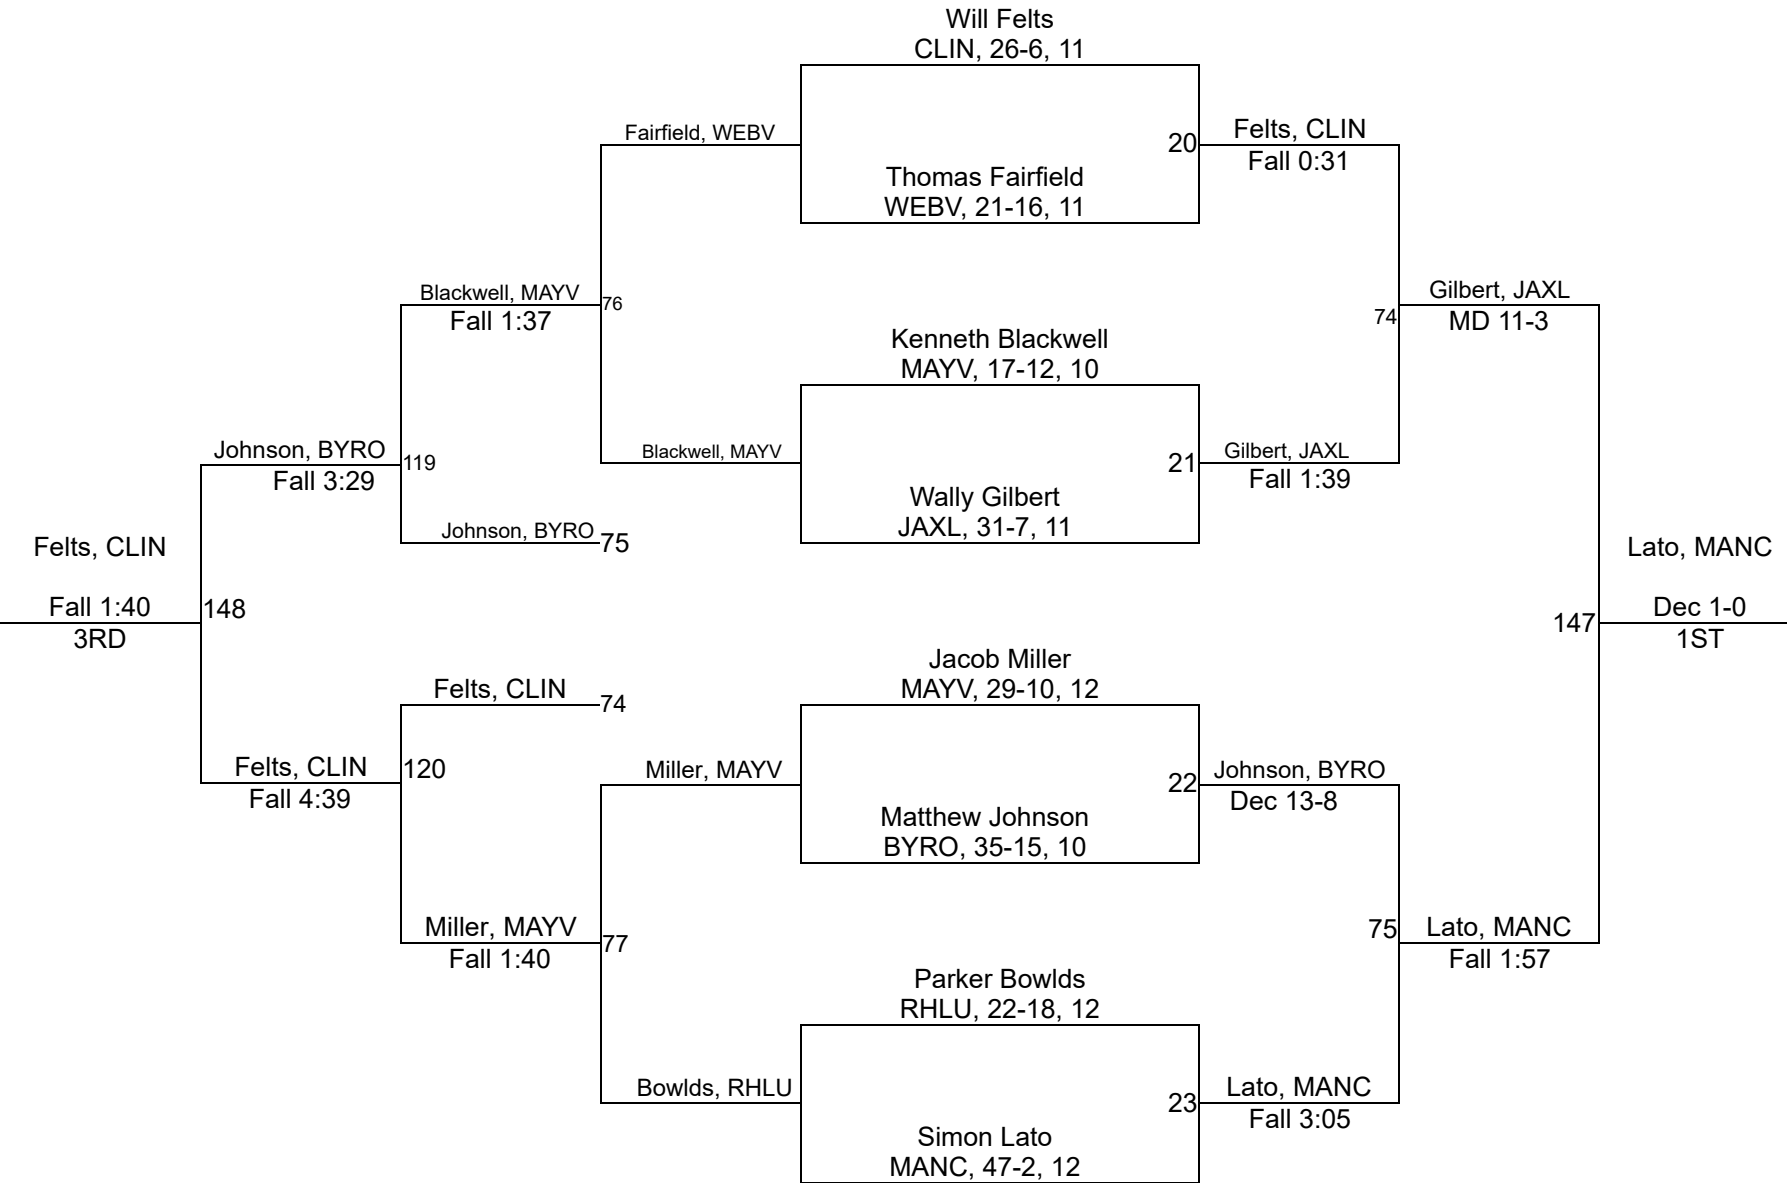 Will Felts
CLIN, 26-6, 11
Fairfield, WEBV
20
Felts, CLIN
Fall 0:31
Thomas Fairfield
WEBV, 21-16, 11
Blackwell, MAYV
76
Fall 1:37
74
Gilbert, JAXL
MD 11-3
Kenneth Blackwell
MAYV, 17-12, 10
Johnson, BYRO
119
Fall 3:29
Blackwell, MAYV
21
Gilbert, JAXL
Fall 1:39
Wally Gilbert
JAXL, 31-7, 11
Johnson, BYRO
75
Felts, CLIN
Fall 1:40
3RD
148
Lato, MANC
147
Dec 1-0
1ST
Jacob Miller
MAYV, 29-10, 12
Felts, CLIN
74
Felts, CLIN
120
Fall 4:39
Miller, MAYV
22
Johnson, BYRO
Dec 13-8
Matthew Johnson
BYRO, 35-15, 10
Miller, MAYV
77
Fall 1:40
75
Lato, MANC
Fall 1:57
Parker Bowlds
RHLU, 22-18, 12
Bowlds, RHLU
23
Lato, MANC
Fall 3:05
Simon Lato
MANC, 47-2, 12